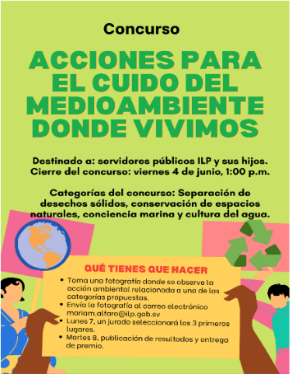 Concurso
ACCIONES PARA
EL CUIDO DEL
MEDIOAMBIENTE
DONDE VIVIMOS
Destinado a: servidores públicos ILP y sus hijos.
Cierre del concurso: viernes 4 de junio, 1:00 p.m.
Categorías del concurso: Separación de
desechos sólidos, conservación de espacios
naturales, conciencia marina y cultura del agua.
QUÉ TIENES QUE HACER
Toma una fotografía donde se observe la
acción ambiental relacionada a una de las
categorías propuestas.
Envía la fotografía al correo electrónico
mariam.alfaro@ilp.gob.sv
Lunes 7, un jurado seleccionará los 3 primeros
lugares.
Martes 8, publicación de resultados y entrega
de premio.